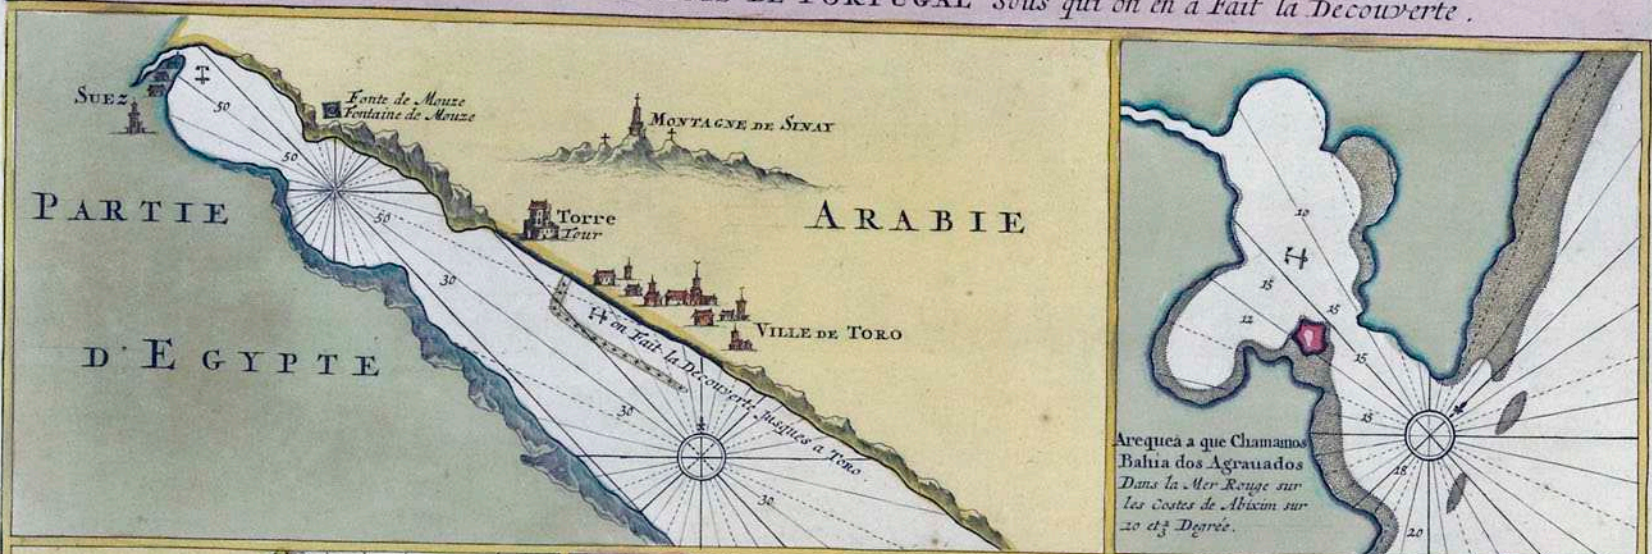 DE PORTUGAL Sous qui on en a Fait la Decouverte .
SUEZ
50
Fonte de Mouze
Fontaine de Mouze
MONTAGNE DE SINAY
50
PARTIE
50
Torre
Tour
ARABIE
30
D'EGYPTE
VILLE DE TORO
on Fait la Decouverte Jusques a Toro
30
30
10
15
15
12
15
15
18
20
Arequeà a que Chamamos
Bahia dos Agrauados
Dans la Mer Rouge sur
les Costes de Abixim sur
20 et 2/3 Degrée.